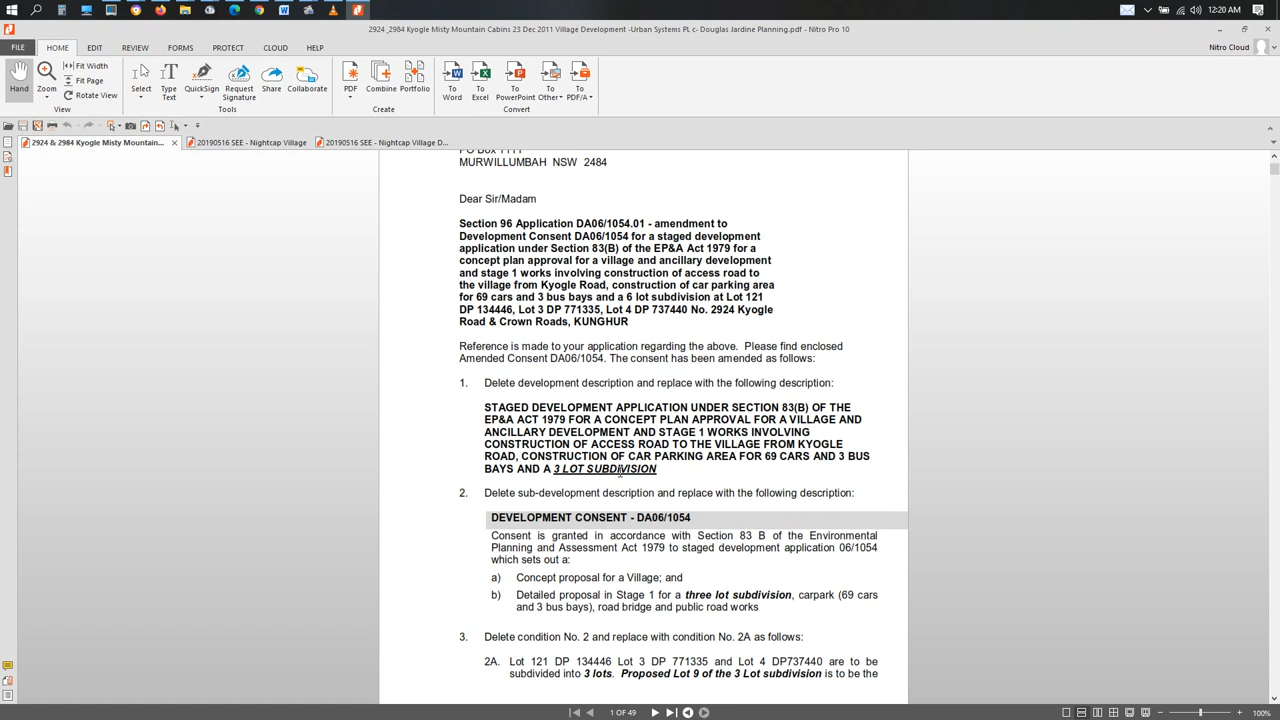 12:20 AM
2924 ,2984 Kyogle Misty Mountain Cabins 23 Dec 2011 Village Development -Urban Systems PL c- Douglas Jardine Planning.pdf - Nitro Pro 10
FILE HOME EDIT REVIEW FORMS PROTECT CLOUD HELP
Nitro Cloud
Hand
Zoom
Fit Width
Fit Page
Rotate View
View
Select
Type Text
QuickSign
Request Signature
Share
Collaborate
Tools
PDF
Combine
Portfolio
Create
To Word
To Excel
To PowerPoint
To Other
To PDF/A
Convert
2924 & 2984 Kyogle Misty Mountain...
20190516 SEE - Nightcap Village
20190516 SEE - Nightcap Village D...
MURWILLUMBAH NSW 2484
Dear Sir/Madam
Section 96 Application DA06/1054.01 - amendment to
Development Consent DA06/1054 for a staged development
application under Section 83(B) of the EP&A Act 1979 for a
concept plan approval for a village and ancillary development
and stage 1 works involving construction of access road to
the village from Kyogle Road, construction of car parking area
for 69 cars and 3 bus bays and a 6 lot subdivision at Lot 121
DP 134446, Lot 3 DP 771335, Lot 4 DP 737440 No. 2924 Kyogle
Road & Crown Roads, KUNGHUR
Reference is made to your application regarding the above. Please find enclosed
Amended Consent DA06/1054. The consent has been amended as follows:
1. Delete development description and replace with the following description:
STAGED DEVELOPMENT APPLICATION UNDER SECTION 83(B) OF THE
EP&A ACT 1979 FOR A CONCEPT PLAN APPROVAL FOR A VILLAGE AND
ANCILLARY DEVELOPMENT AND STAGE 1 WORKS INVOLVING
CONSTRUCTION OF ACCESS ROAD TO THE VILLAGE FROM KYOGLE
ROAD, CONSTRUCTION OF CAR PARKING AREA FOR 69 CARS AND 3 BUS
BAYS AND A 3 LOT SUBDIVISION
2. Delete sub-development description and replace with the following description:
DEVELOPMENT CONSENT - DA06/1054
Consent is granted in accordance with Section 83 B of the Environmental
Planning and Assessment Act 1979 to staged development application 06/1054
which sets out a:
a) Concept proposal for a Village; and
b) Detailed proposal in Stage 1 for a three lot subdivision, carpark (69 cars
and 3 bus bays), road bridge and public road works
3. Delete condition No. 2 and replace with condition No. 2A as follows:
2A. Lot 121 DP 134446 Lot 3 DP 771335 and Lot 4 DP737440 are to be
subdivided into 3 lots. Proposed Lot 9 of the 3 Lot subdivision is to be the
1 OF 49
100%